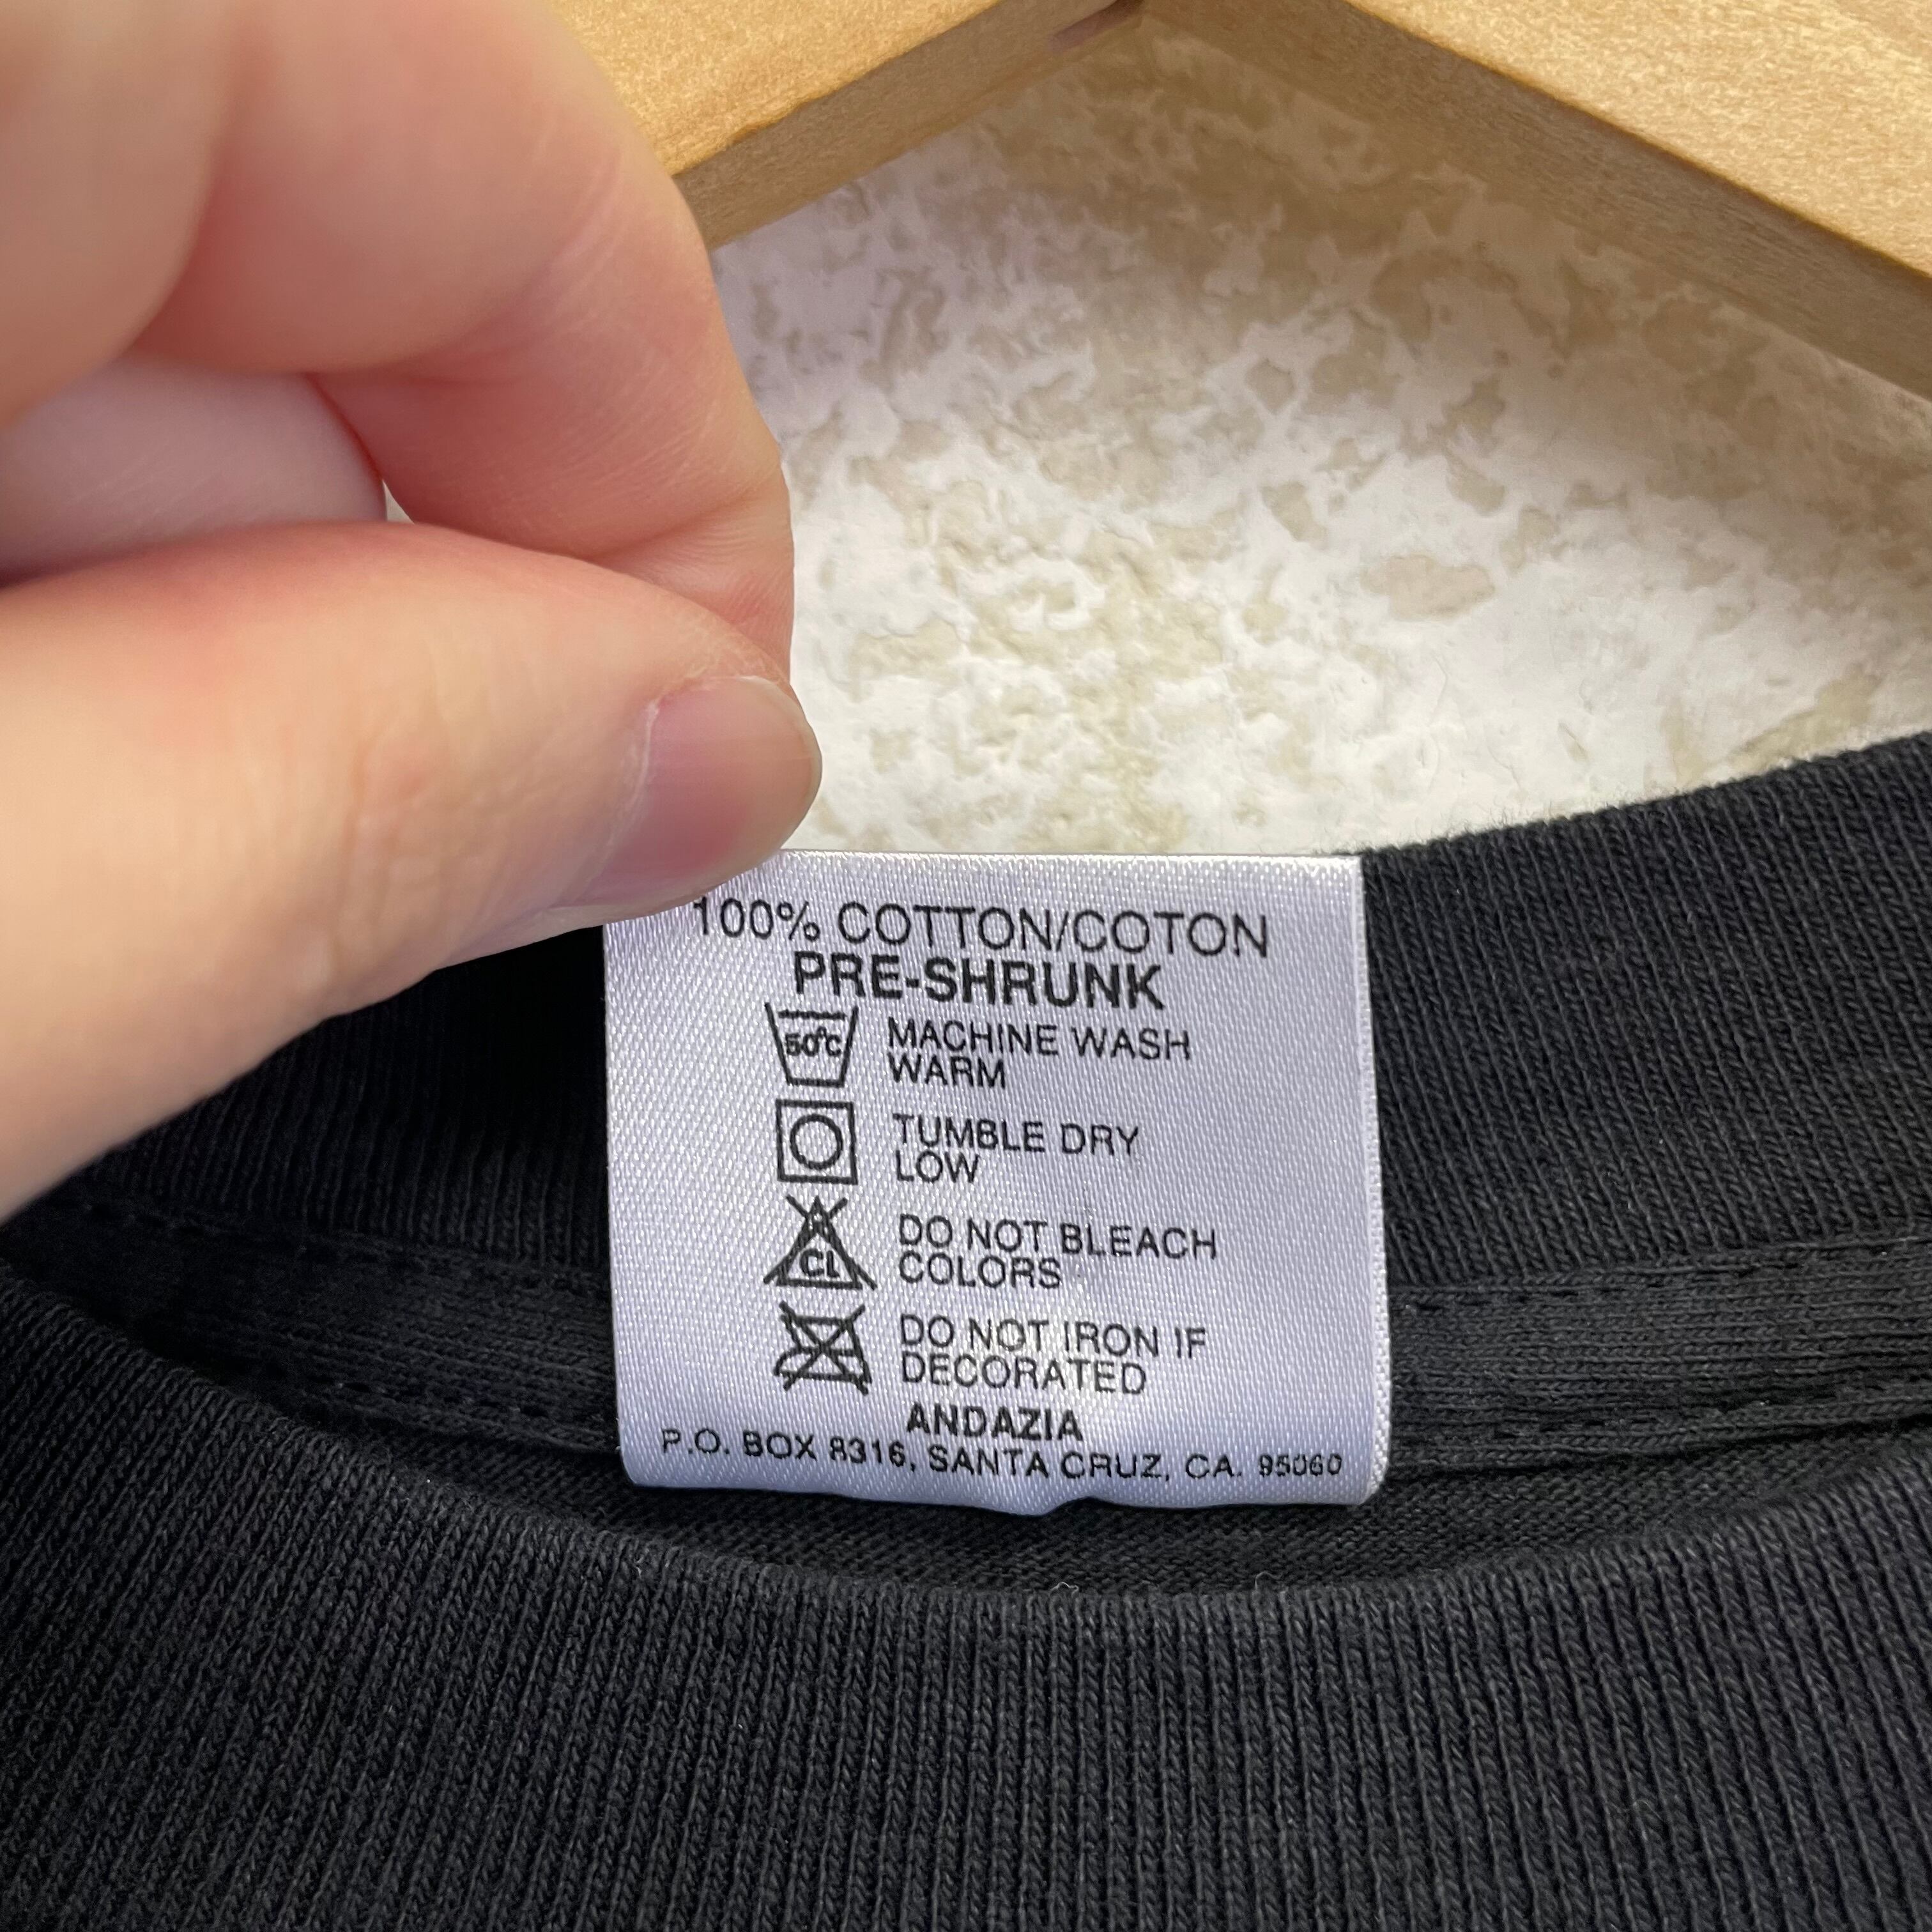 100% COTTON/COTON
PRE-SHRUNK
50°C MACHINE WASH
WARM
TUMBLE DRY
LOW
DO NOT BLEACH
CL COLORS
DO NOT IRON IF
DECORATED
ANDAZIA
P.O. BOX 8316, SANTA CRUZ, CA. 95060